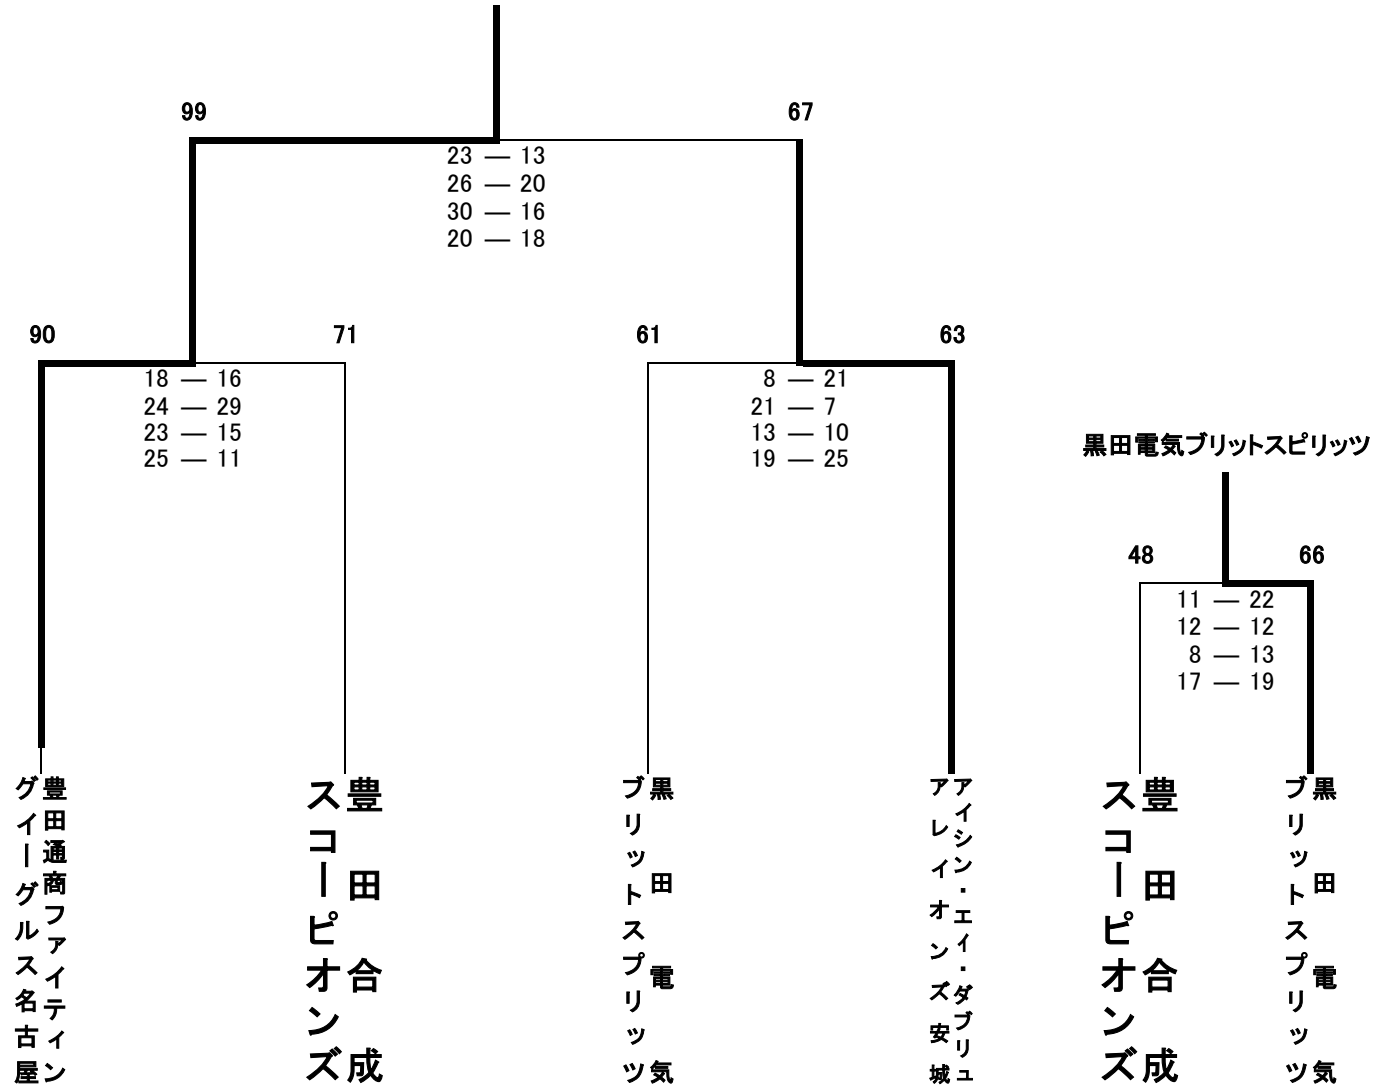 99 67
23 ― 13
26 ― 20
30 ― 16
20 ― 18
90 71 61 63
18 ― 16
24 ― 29
23 ― 15
25 ― 11
8 ― 21
21 ― 7
13 ― 10
19 ― 25
黒田電気ブリットスピリッツ
48 66
11 ― 22
12 ― 12
8 ― 13
17 ― 19
豊田通商ファイティン
グイーグルス名古屋
豊田合成
スコーピオンズ
黒田電気
ブリットスプリッツ
アイシン・エィ・ダブリュ
アレイオンズ安城
豊田合成
スコーピオンズ
黒田電気
ブリットスプリッツ